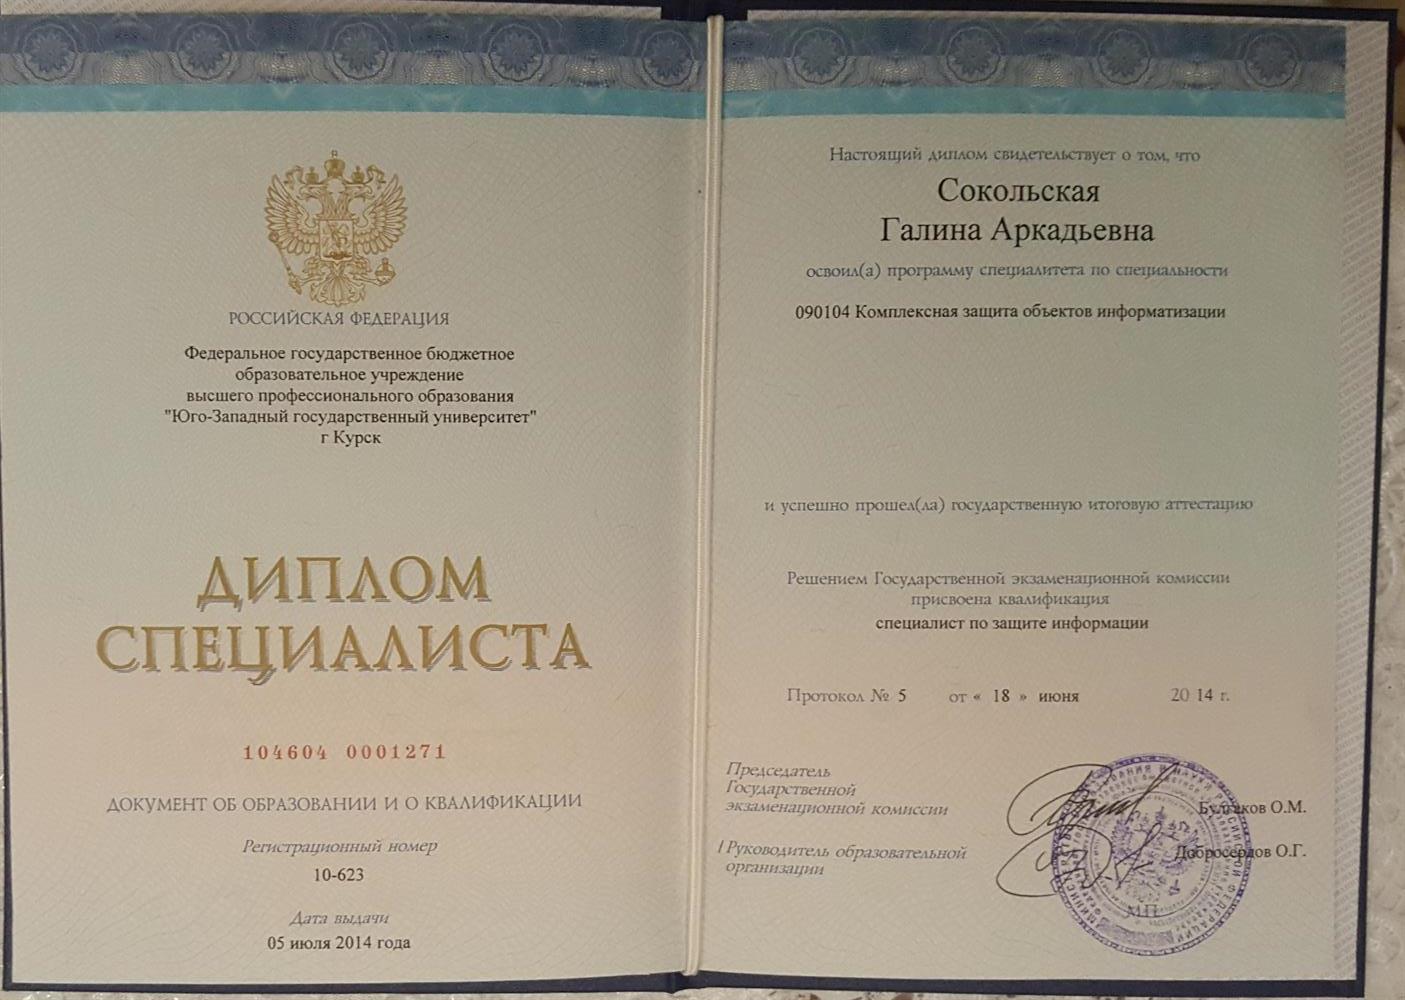 РОССИЙСКАЯ ФЕДЕРАЦИЯ
Федеральное государственное бюджетное
образовательное учреждение
высшего профессионального образования
"Юго-Западный государственный университет"
г Курск
ДИПЛОМ
СПЕЦИАЛИСТА
104604 0001271
ДОКУМЕНТ ОБ ОБРАЗОВАНИИ И О КВАЛИФИКАЦИИ
Регистрационный номер
10-623
Дата выдачи
05 июля 2014 года
Настоящий диплом свидетельствует о том, что
Сокольская
Галина Аркадьевна
освоил(а) программу специалитета по специальности
090104 Комплексная защита объектов информатизации
и успешно прошел(ла) государственную итоговую аттестацию
Решением Государственной экзаменационной комиссии
присвоена квалификация
специалист по защите информации
Протокол № 5 от « 18 » июня 20 14 г.
Председатель
Государственной
экзаменационной комиссии
Булгаков О.М.
Руководитель образовательной
организации
Добросердов О.Г.
М.П.